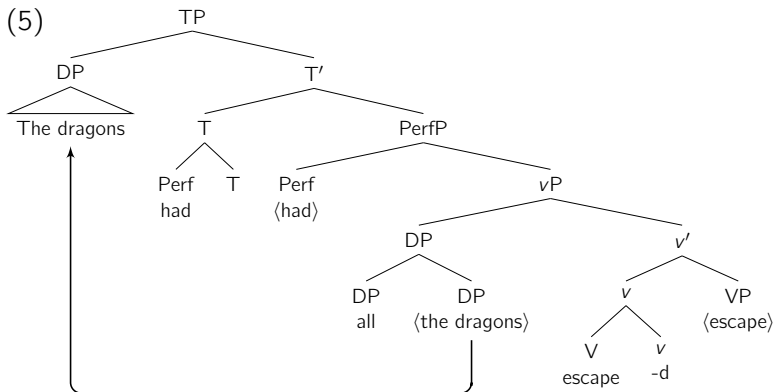 (5)
TP
DP T′
The dragons T PerfP
Perf T Perf vP
had ⟨had⟩
DP v′
DP DP v VP
all ⟨the dragons⟩ ⟨escape⟩
V v
escape -d